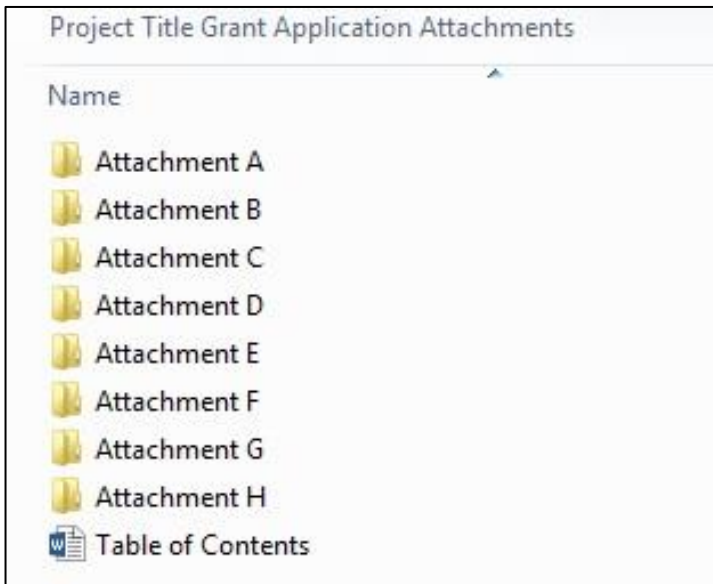 Project Title Grant Application Attachments
Name
Attachment A
Attachment B
Attachment C
Attachment D
Attachment E
Attachment F
Attachment G
Attachment H
Table of Contents